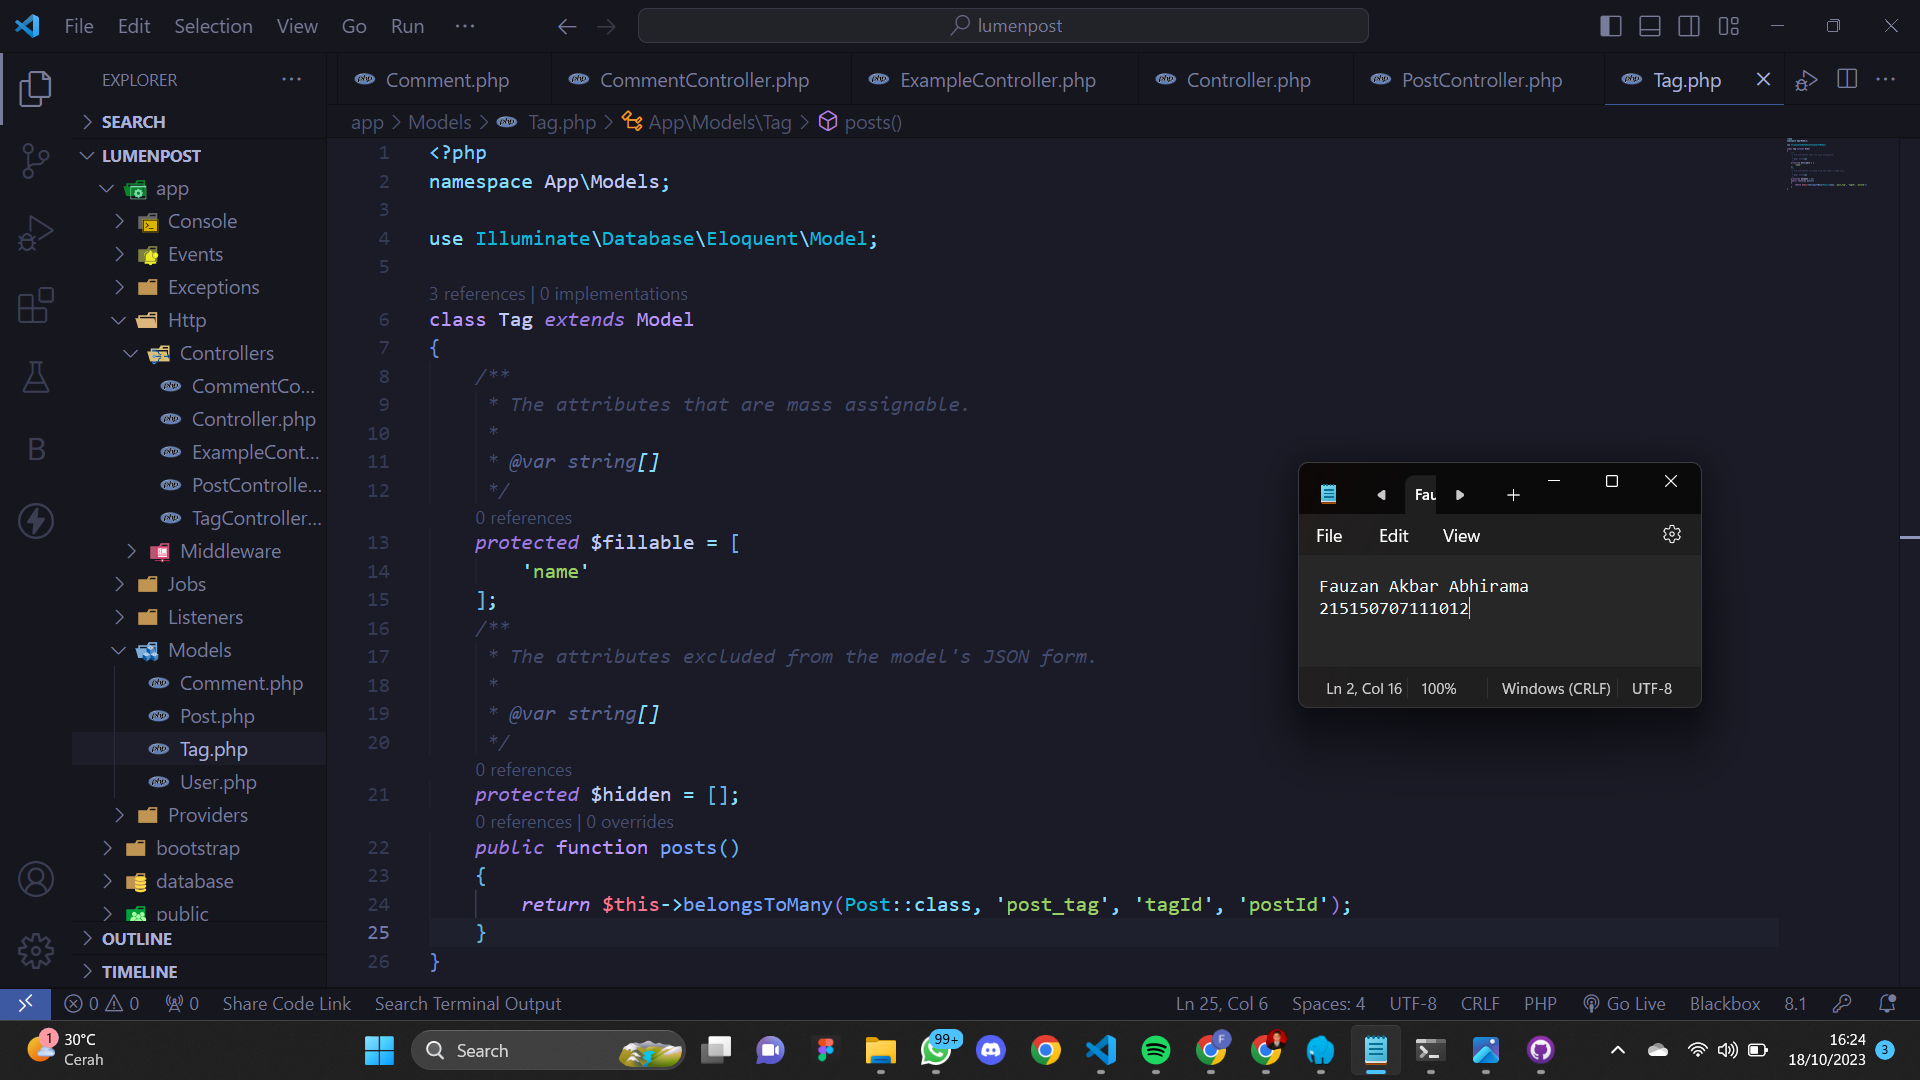 File Edit Selection View Go Run ···
lumenpost
EXPLORER ···
SEARCH
LUMENPOST
app
Console
Events
Exceptions
Http
Controllers
CommentCo...
Controller.php
ExampleCont...
PostControlle...
TagController...
Middleware
Jobs
Listeners
Models
Comment.php
Post.php
Tag.php
User.php
Providers
bootstrap
database
public
OUTLINE
TIMELINE
Comment.php CommentController.php ExampleController.php Controller.php PostController.php Tag.php
app > Models > Tag.php > App\Models\Tag > posts()
1 <?php
2 namespace App\Models;
3
4 use Illuminate\Database\Eloquent\Model;
5
3 references | 0 implementations
6 class Tag extends Model
7 {
8 /**
9 * The attributes that are mass assignable.
10 *
11 * @var string[]
12 */
0 references
13 protected $fillable = [
14 'name'
15 ];
16 /**
17 * The attributes excluded from the model's JSON form.
18 *
19 * @var string[]
20 */
0 references
21 protected $hidden = [];
0 references | 0 overrides
22 public function posts()
23 {
24 return $this->belongsToMany(Post::class, 'post_tag', 'tagId', 'postId');
25 }
26 }
Fau
File Edit View
Fauzan Akbar Abhirama
215150707111012
Ln 2, Col 16 100% Windows (CRLF) UTF-8
0 0 0 Share Code Link Search Terminal Output Ln 25, Col 6 Spaces: 4 UTF-8 CRLF PHP Go Live Blackbox 8.1
1 30°C
Cerah
Search
99+
F
16:24
18/10/2023
3